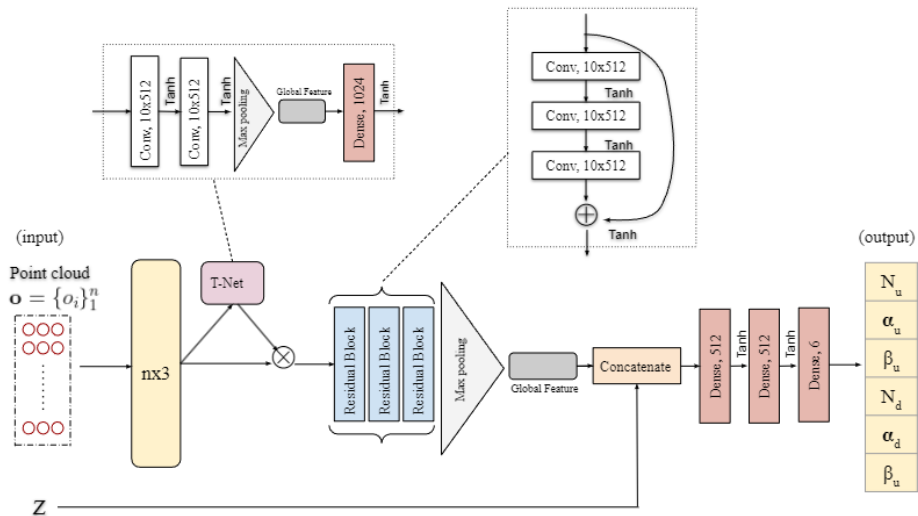 Conv, 10x512
Tanh
Conv, 10x512
Tanh
Max pooling
Global Feature
Dense, 1024
Tanh
Conv, 10x512
Tanh
Conv, 10x512
Tanh
Conv, 10x512
Tanh
(input)
Point cloud
o = {o_i}_1^n
nx3
T-Net
Residual Block
Residual Block
Residual Block
Max pooling
Global Feature
Concatenate
Dense, 512
Tanh
Dense, 512
Tanh
Dense, 6
(output)
N_u
α_u
β_u
N_d
α_d
β_u
Z